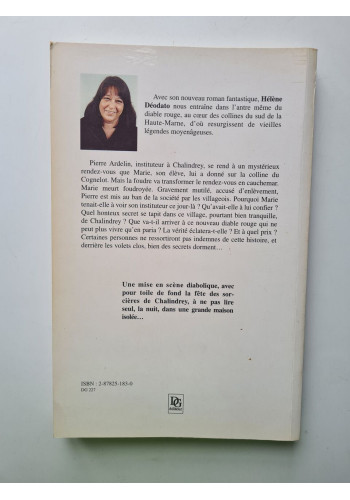 Avec son nouveau roman fantastique, Hélène
Déodato nous entraîne dans l'antre même du
diable rouge, au cœur des collines du sud de la
Haute-Marne, d'où resurgissent de vieilles
légendes moyenâgeuses.
Pierre Ardelin, instituteur à Chalindrey, se rend à un mystérieux
rendez-vous que Marie, son élève, lui a donné sur la colline du
Cognelot. Mais la foudre va transformer le rendez-vous en cauchemar.
Marie meurt foudroyée. Gravement mutilé, accusé d'enlèvement,
Pierre est mis au ban de la société par les villageois. Pourquoi Marie
tenait-elle à voir son instituteur ce jour-là ? Qu'avait-elle à lui confier ?
Quel honteux secret se tapit dans ce village, pourtant bien tranquille,
de Chalindrey ? Que va-t-il arriver à ce nouveau diable rouge qui ne
peut plus vivre qu'en paria ? La vérité éclatera-t-elle ? Et à quel prix ?
Certaines personnes ne ressortiront pas indemnes de cette histoire, et
derrière les volets clos, bien des secrets dorment…
Une mise en scène diabolique, avec
pour toile de fond la fête des sor-
cières de Chalindrey, à ne pas lire
seul, la nuit, dans une grande maison
isolée…
ISBN : 2-87825-183-0
DG 227
DG